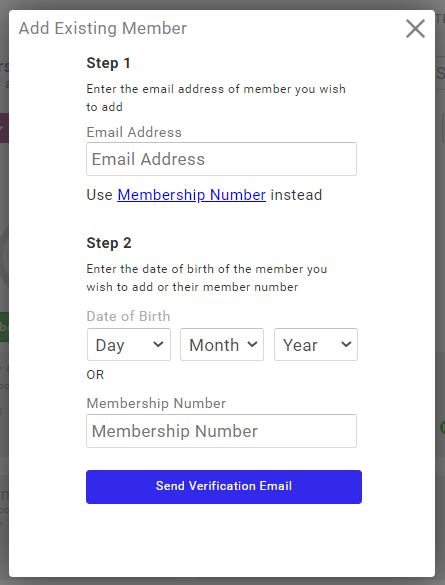 Add Existing Member
Step 1
Enter the email address of member you wish
to add
Email Address
Email Address
Use Membership Number instead
Step 2
Enter the date of birth of the member you
wish to add or their member number
Date of Birth
Day Month Year
OR
Membership Number
Membership Number
Send Verification Email